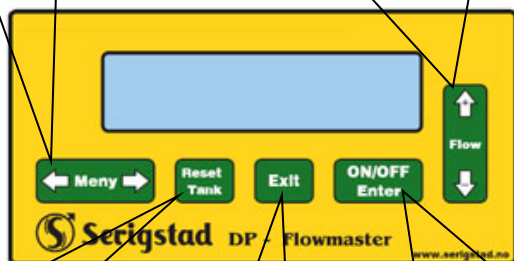 Flow
Meny
Reset
Tank
Exit
ON/OFF
Enter
Serigstad DP - Flowmaster
www.serigstad.no